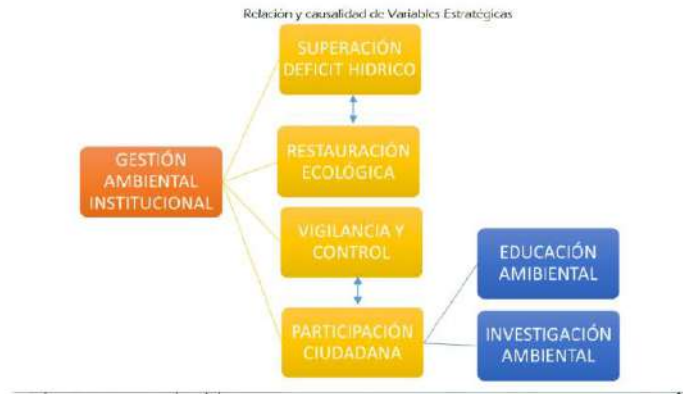 Relación y causalidad de Variables Estratégicas
SUPERACIÓN
DEFICIT HIDRICO
RESTAURACIÓN
ECOLÓGICA
GESTIÓN
AMBIENTAL
INSTITUCIONAL
VIGILANCIA Y
CONTROL
PARTICIPACIÓN
CIUDADANA
EDUCACIÓN
AMIBIENTAL
INVESTIGACIÓN
AMBIENTAL